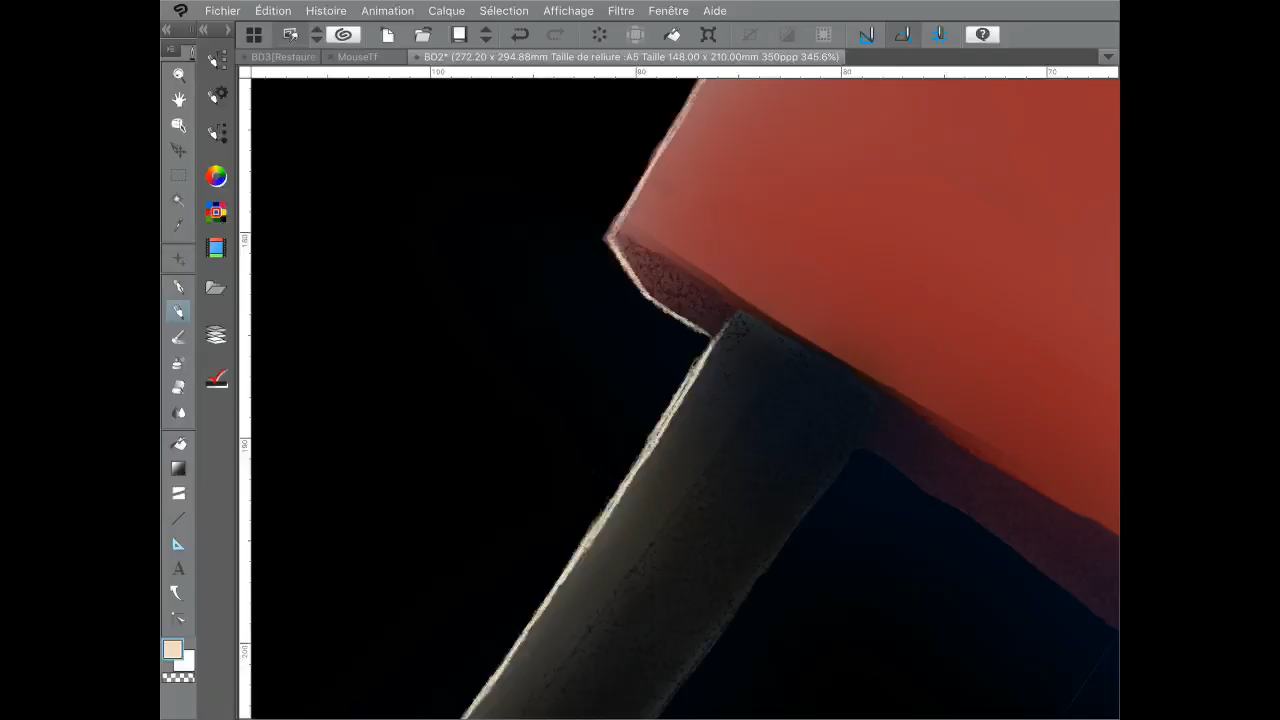 Fichier Édition Histoire Animation Calque Sélection Affichage Filtre Fenêtre Aide
BD3[Restaure MouseTf BO2* (272.20 x 294.88mm Taille de reliure :A5 Taille 148.00 x 210.00mm 350ppp 345.6%)
100 90 80 70
180
190
200